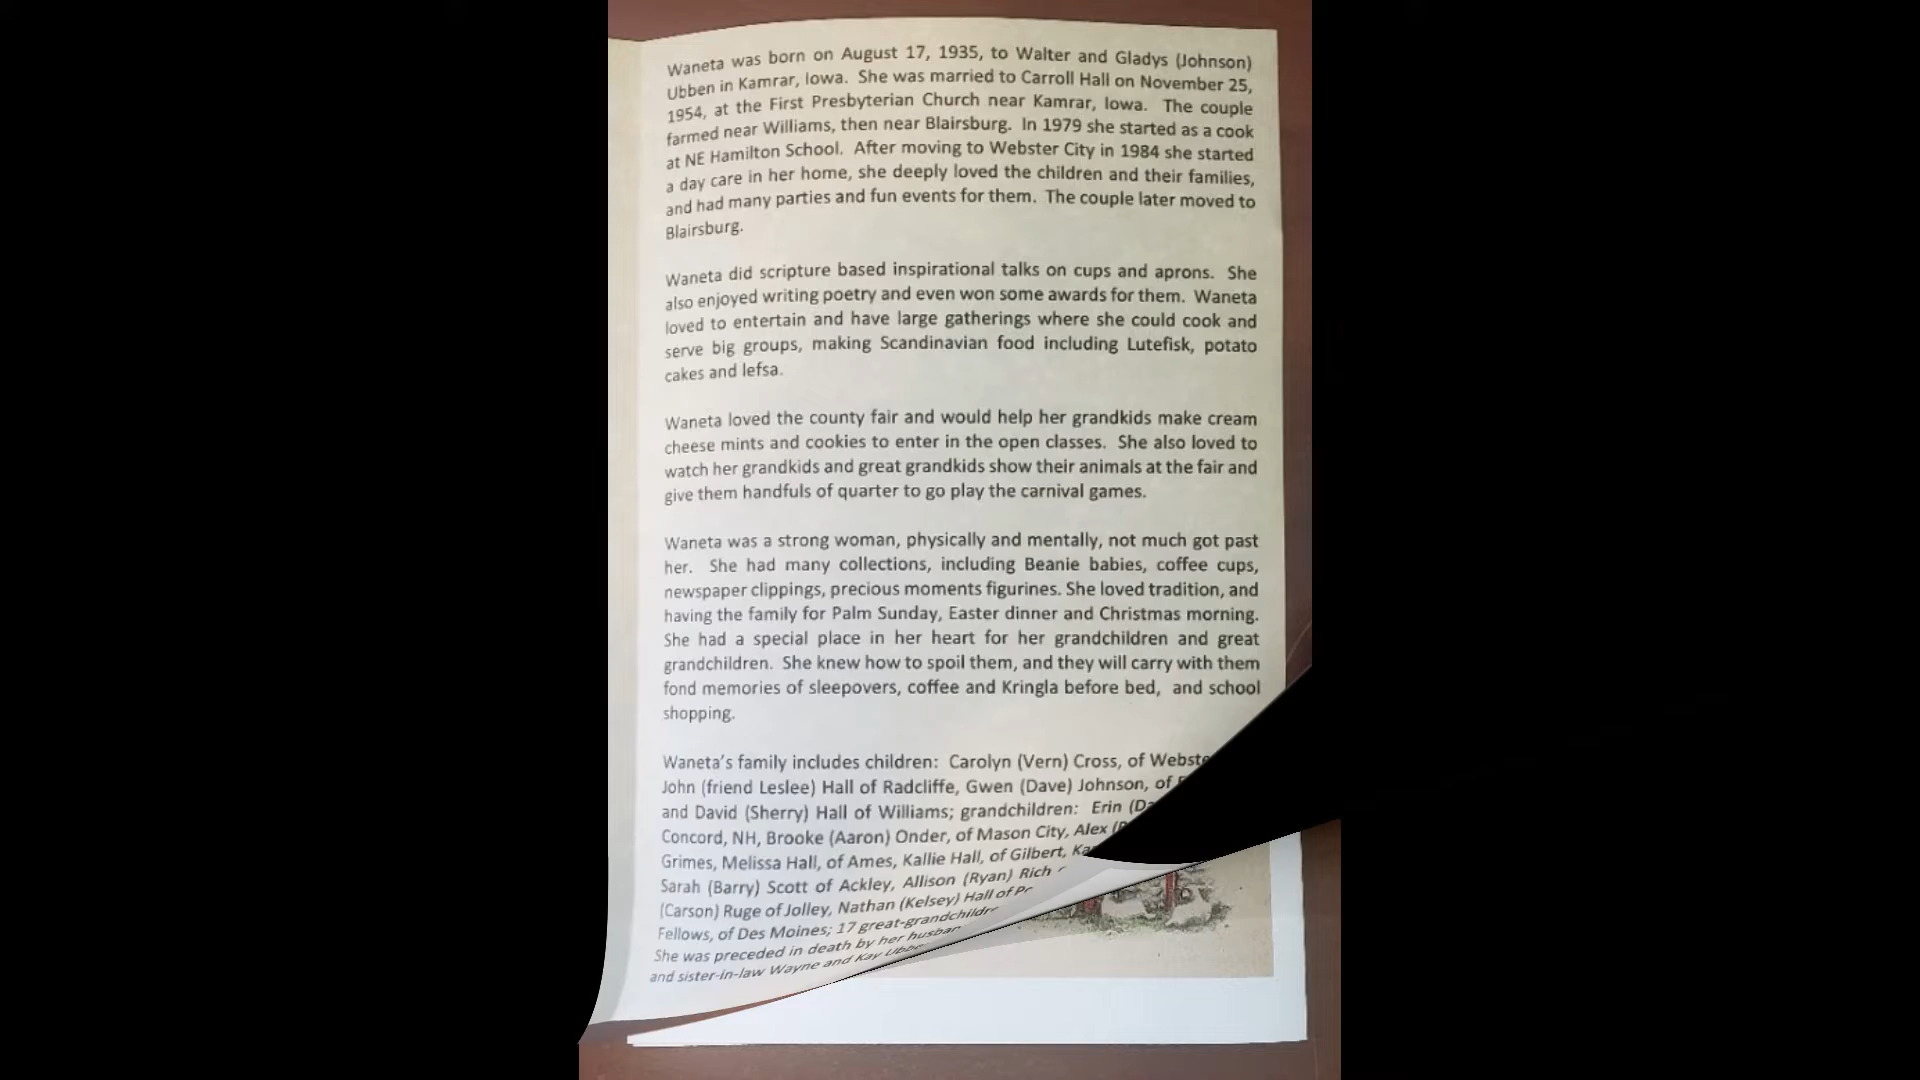 Waneta was born on August 17, 1935, to Walter and Gladys (Johnson)
Ubben in Kamrar, Iowa. She was married to Carroll Hall on November 25,
1954, at the First Presbyterian Church near Kamrar, Iowa. The couple
farmed near Williams, then near Blairsburg. In 1979 she started as a cook
at NE Hamilton School. After moving to Webster City in 1984 she started
a day care in her home, she deeply loved the children and their families,
and had many parties and fun events for them. The couple later moved to
Blairsburg.
Waneta did scripture based inspirational talks on cups and aprons. She
also enjoyed writing poetry and even won some awards for them. Waneta
loved to entertain and have large gatherings where she could cook and
serve big groups, making Scandinavian food including Lutefisk, potato
cakes and lefsa.
Waneta loved the county fair and would help her grandkids make cream
cheese mints and cookies to enter in the open classes. She also loved to
watch her grandkids and great grandkids show their animals at the fair and
give them handfuls of quarter to go play the carnival games.
Waneta was a strong woman, physically and mentally, not much got past
her. She had many collections, including Beanie babies, coffee cups,
newspaper clippings, precious moments figurines. She loved tradition, and
having the family for Palm Sunday, Easter dinner and Christmas morning.
She had a special place in her heart for her grandchildren and great
grandchildren. She knew how to spoil them, and they will carry with them
fond memories of sleepovers, coffee and Kringla before bed, and school
shopping.
Waneta's family includes children: Carolyn (Vern) Cross, of
John (friend Leslee) Hall of Radcliffe, Gwen (Dave) Johnson, of
and David (Sherry) Hall of Williams; grandchildren: Erin
Concord, NH, Brooke (Aaron) Onder, of Mason City, Alex
Grimes, Melissa Hall, of Ames, Kallie Hall, of Gilbert,
Sarah (Barry) Scott of Ackley, Allison (Ryan) Rich
(Carson) Ruge of Jolley, Nathan (Kelsey) Hall of
Fellows, of Des Moines; 17
She was preceded in death by her
and sister-in-law Wayne and Kay